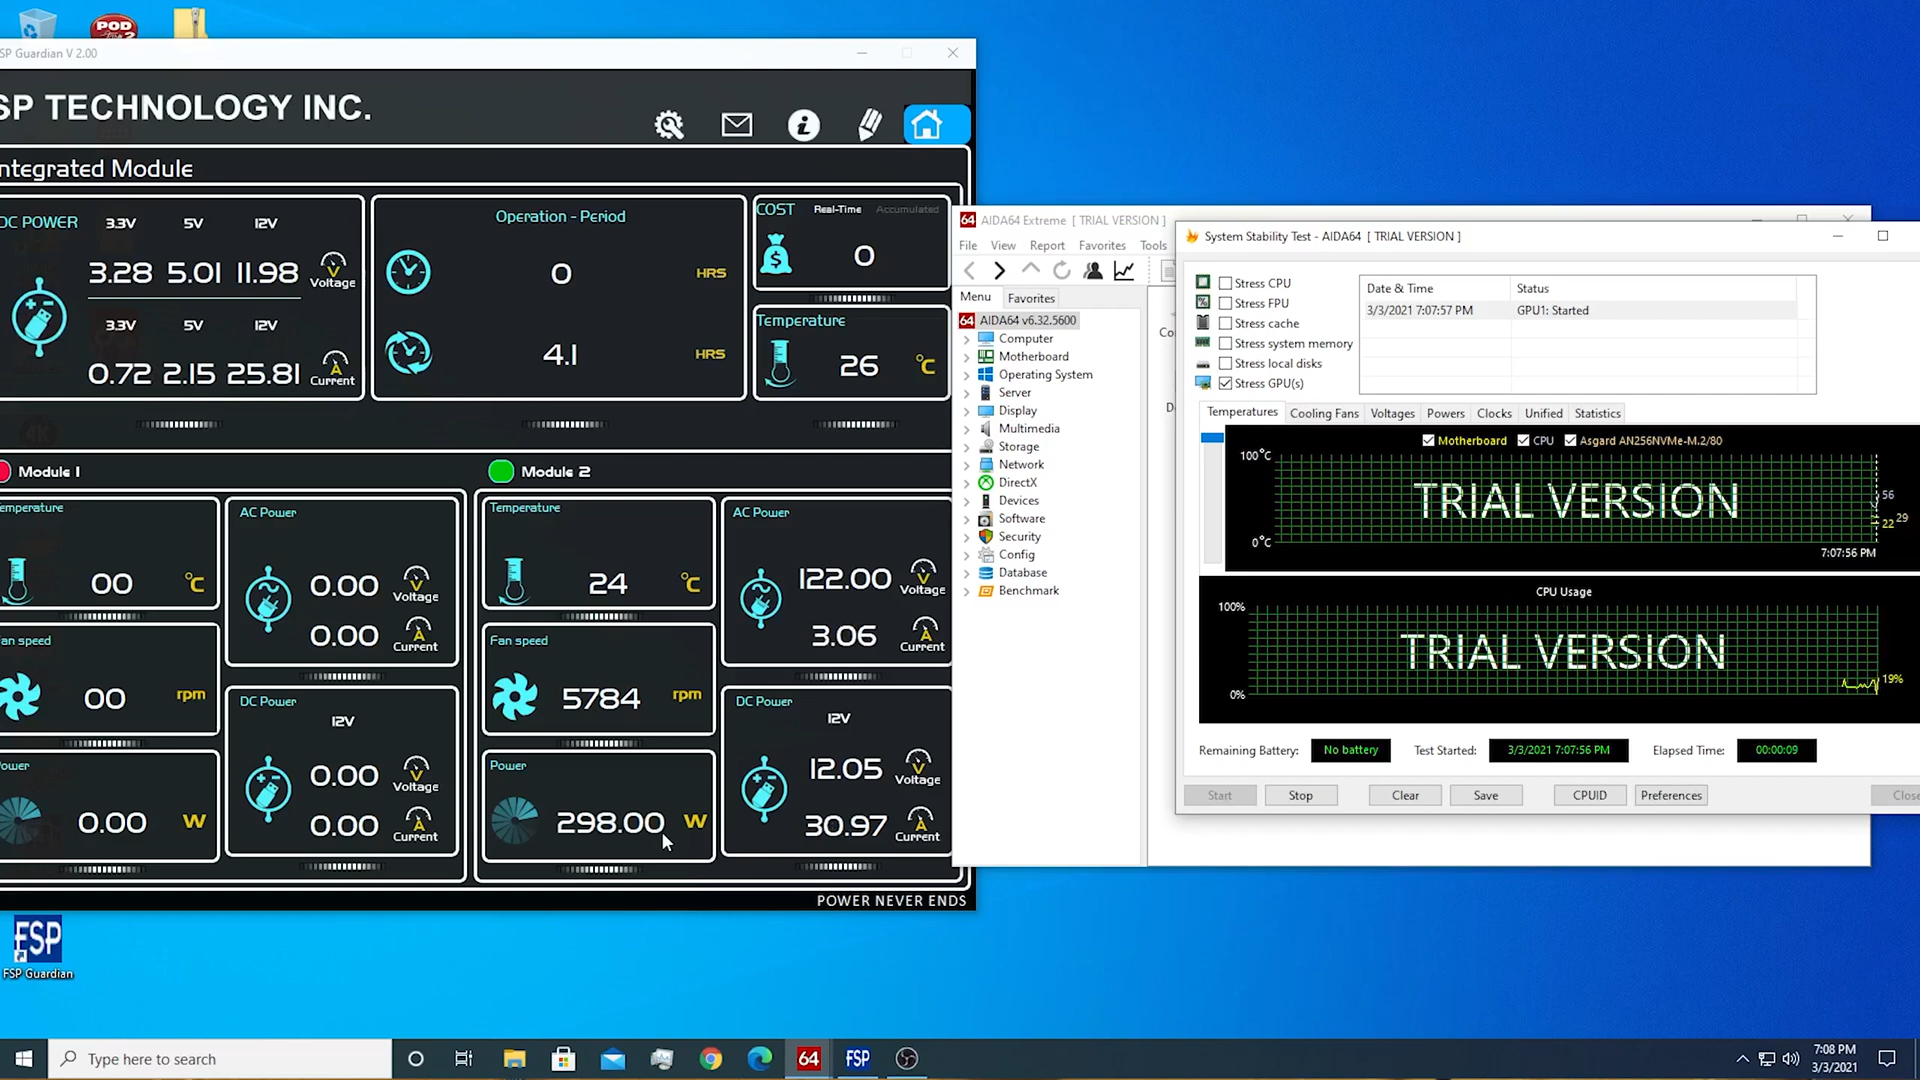 SP Guardian V 2.00
SP TECHNOLOGY INC.
ntegrated Module
DC POWER
3.3V 5V 12V
3.28 5.01 11.98
Voltage
3.3V 5V 12V
0.72 2.15 25.81
Current
Operation - Period
0 HRS
4.1 HRS
COST Real-Time Accumulated
0
Temperature
26 °C
Module 1
emperature
00 °C
AC Power
0.00 Voltage
0.00 Current
an speed
00 rpm
DC Power
12V
0.00 Voltage
0.00 Current
ower
0.00 W
Module 2
Temperature
24 °C
AC Power
122.00 Voltage
3.06 Current
Fan speed
5784 rpm
DC Power
12V
12.05 Voltage
30.97 Current
Power
298.00 W
POWER NEVER ENDS
64 AIDA64 Extreme [ TRIAL VERSION ]
File View Report Favorites Tools
Menu Favorites
64 AIDA64 v6.32.5600
Computer
Motherboard
Operating System
Server
Display
Multimedia
Storage
Network
DirectX
Devices
Software
Security
Config
Database
Benchmark
Co
D
System Stability Test - AIDA64 [ TRIAL VERSION ]
Stress CPU
Stress FPU
Stress cache
Stress system memory
Stress local disks
Stress GPU(s)
Date & Time Status
3/3/2021 7:07:57 PM GPU1: Started
Temperatures Cooling Fans Voltages Powers Clocks Unified Statistics
Motherboard CPU Asgard AN256NVMe-M.2/80
100°C
TRIAL VERSION
56
22 29
0°C
7:07:56 PM
CPU Usage
100%
TRIAL VERSION
19%
0%
Remaining Battery: No battery Test Started: 3/3/2021 7:07:56 PM Elapsed Time: 00:00:09
Start Stop Clear Save CPUID Preferences Close
POD
FSP
FSP Guardian
Type here to search
64
FSP
7:08 PM
3/3/2021